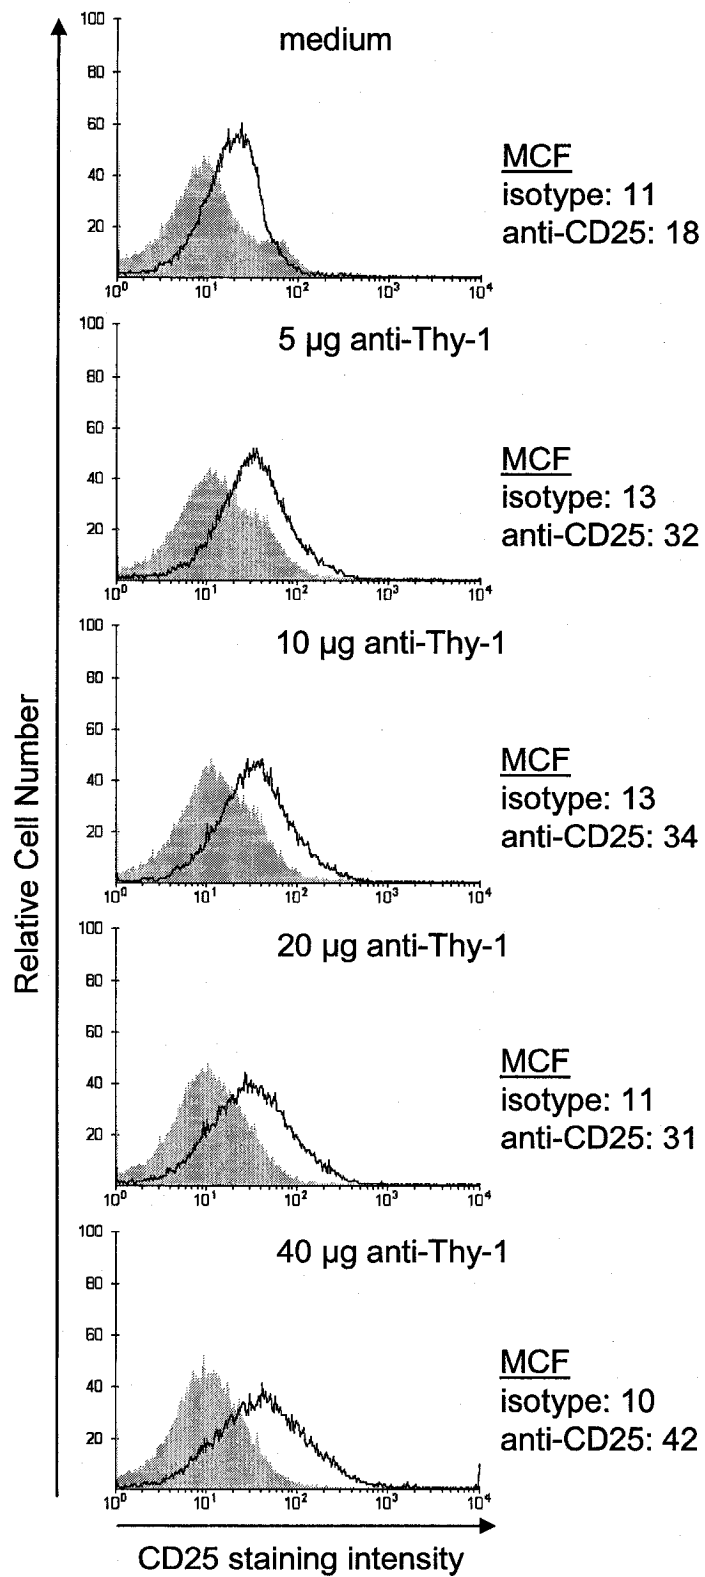 Relative Cell Number
medium
100
80
60
40
20
10⁰ 10¹ 10² 10³ 10⁴
MCF
isotype: 11
anti-CD25: 18
5 µg anti-Thy-1
100
80
60
40
20
10⁰ 10¹ 10² 10³ 10⁴
MCF
isotype: 13
anti-CD25: 32
10 µg anti-Thy-1
100
80
60
40
20
10⁰ 10¹ 10² 10³ 10⁴
MCF
isotype: 13
anti-CD25: 34
20 µg anti-Thy-1
100
80
60
40
20
10⁰ 10¹ 10² 10³ 10⁴
MCF
isotype: 11
anti-CD25: 31
40 µg anti-Thy-1
100
80
60
40
20
10⁰ 10¹ 10² 10³ 10⁴
MCF
isotype: 10
anti-CD25: 42
CD25 staining intensity